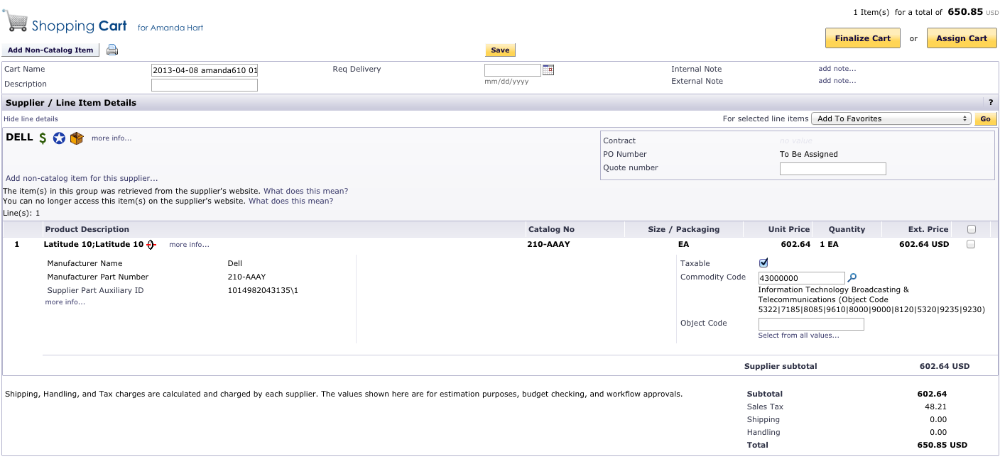 1 Item(s) for a total of 650.85 USD
Shopping Cart for Amanda Hart
Finalize Cart or Assign Cart
Add Non-Catalog Item
Save
Cart Name 2013-04-08 amanda610 01 Req Delivery Internal Note add note...
mm/dd/yyyy External Note add note...
Description
Supplier / Line Item Details ?
Hide line details For selected line items Add To Favorites Go
DELL $ more info...
Contract no value
PO Number To Be Assigned
Quote number
Add non-catalog item for this supplier...
The item(s) in this group was retrieved from the supplier's website. What does this mean?
You can no longer access this item(s) on the supplier's website. What does this mean?
Line(s): 1
Product Description Catalog No Size / Packaging Unit Price Quantity Ext. Price
1 Latitude 10;Latitude 10 more info... 210-AAAY EA 602.64 1 EA 602.64 USD
Manufacturer Name Dell Taxable
Manufacturer Part Number 210-AAAY Commodity Code 43000000
Supplier Part Auxiliary ID 1014982043135\1 Information Technology Broadcasting &
more info... Telecommunications (Object Code
5322|7185|8085|9610|8000|9000|8120|5320|9235|9230)
Object Code
Select from all values...
Supplier subtotal 602.64 USD
Shipping, Handling, and Tax charges are calculated and charged by each supplier. The values shown here are for estimation purposes, budget checking, and workflow approvals. Subtotal 602.64
Sales Tax 48.21
Shipping 0.00
Handling 0.00
Total 650.85 USD